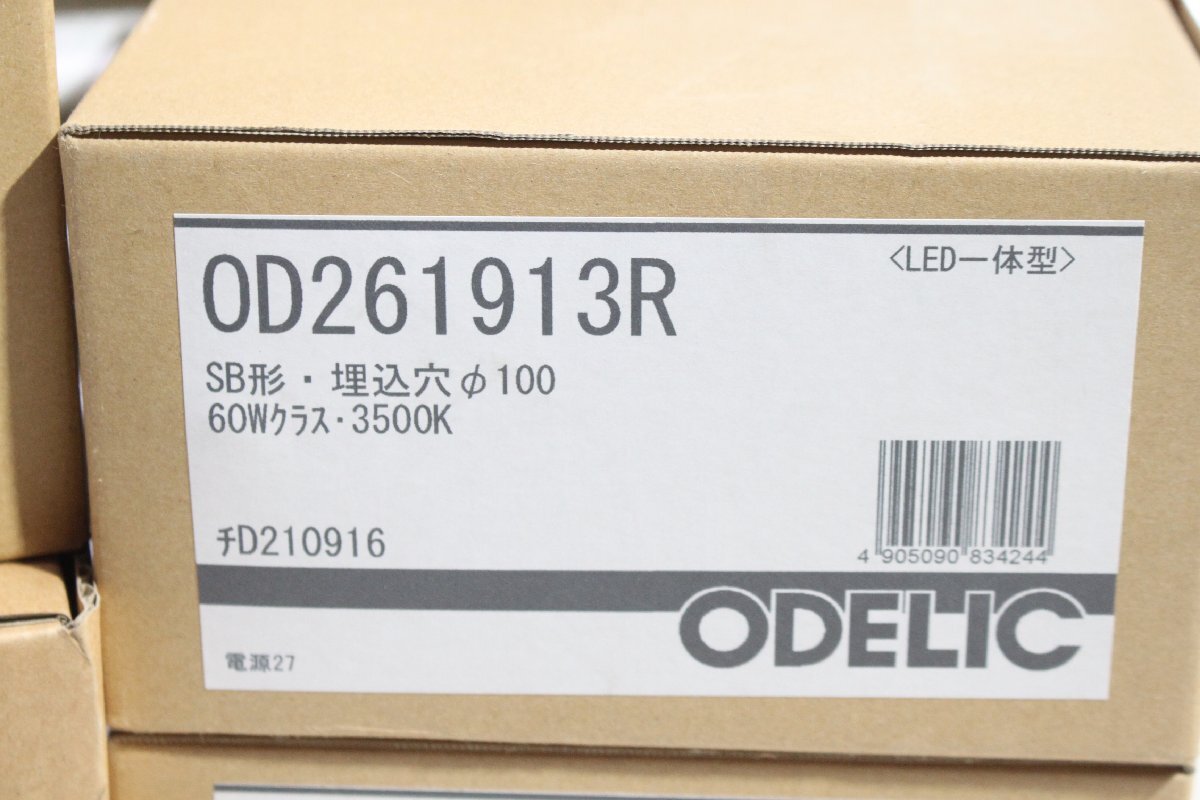 OD261913R
<LED一体型>
SB形・埋込穴φ100
60Wｸﾗｽ･3500K
ﾁD210916
4 905090 834244
ODELIC
電源27